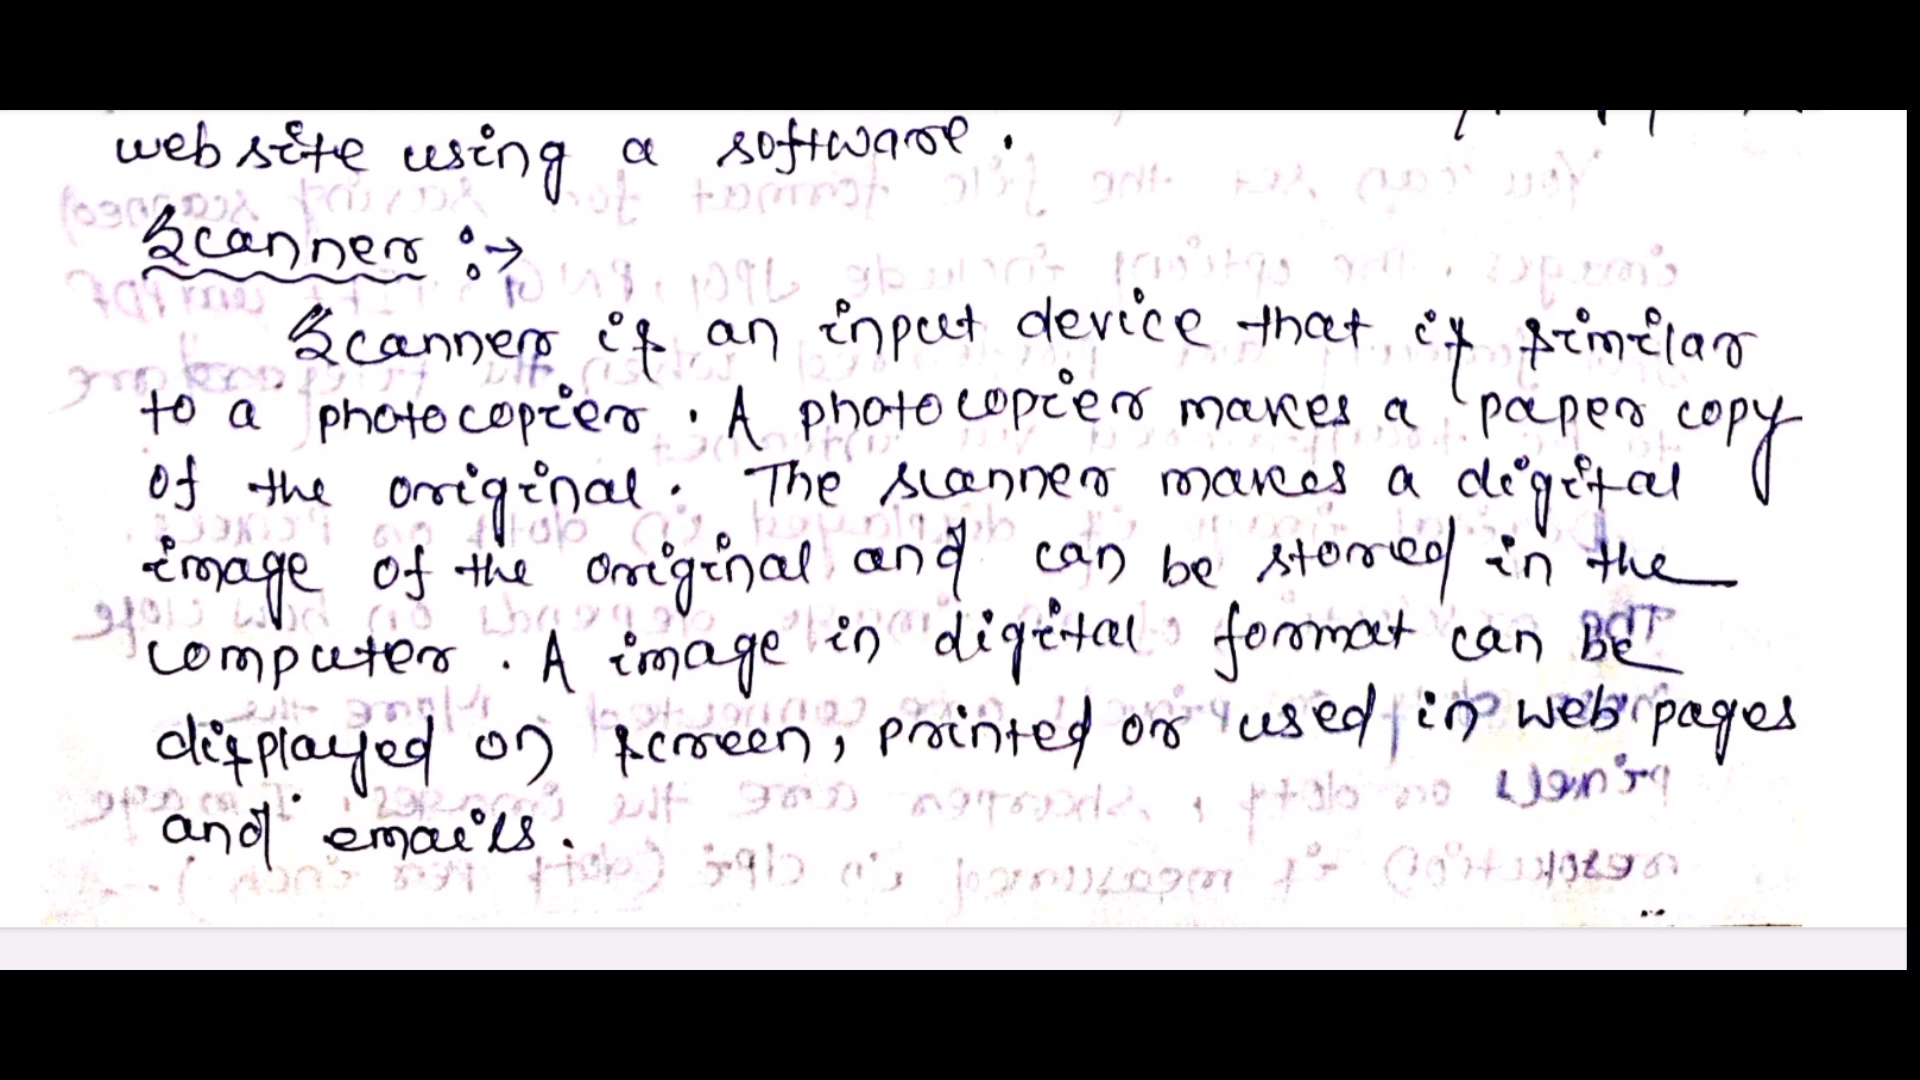 website using a software.
Scanner :→
Scanner is an input device that is similar
to a photocopier. A photocopier makes a paper copy
of the original. The scanner makes a digital
image of the original and can be stored in the
computer. A image in digital format can be
displayed on screen, printed or used in web pages
and emails.